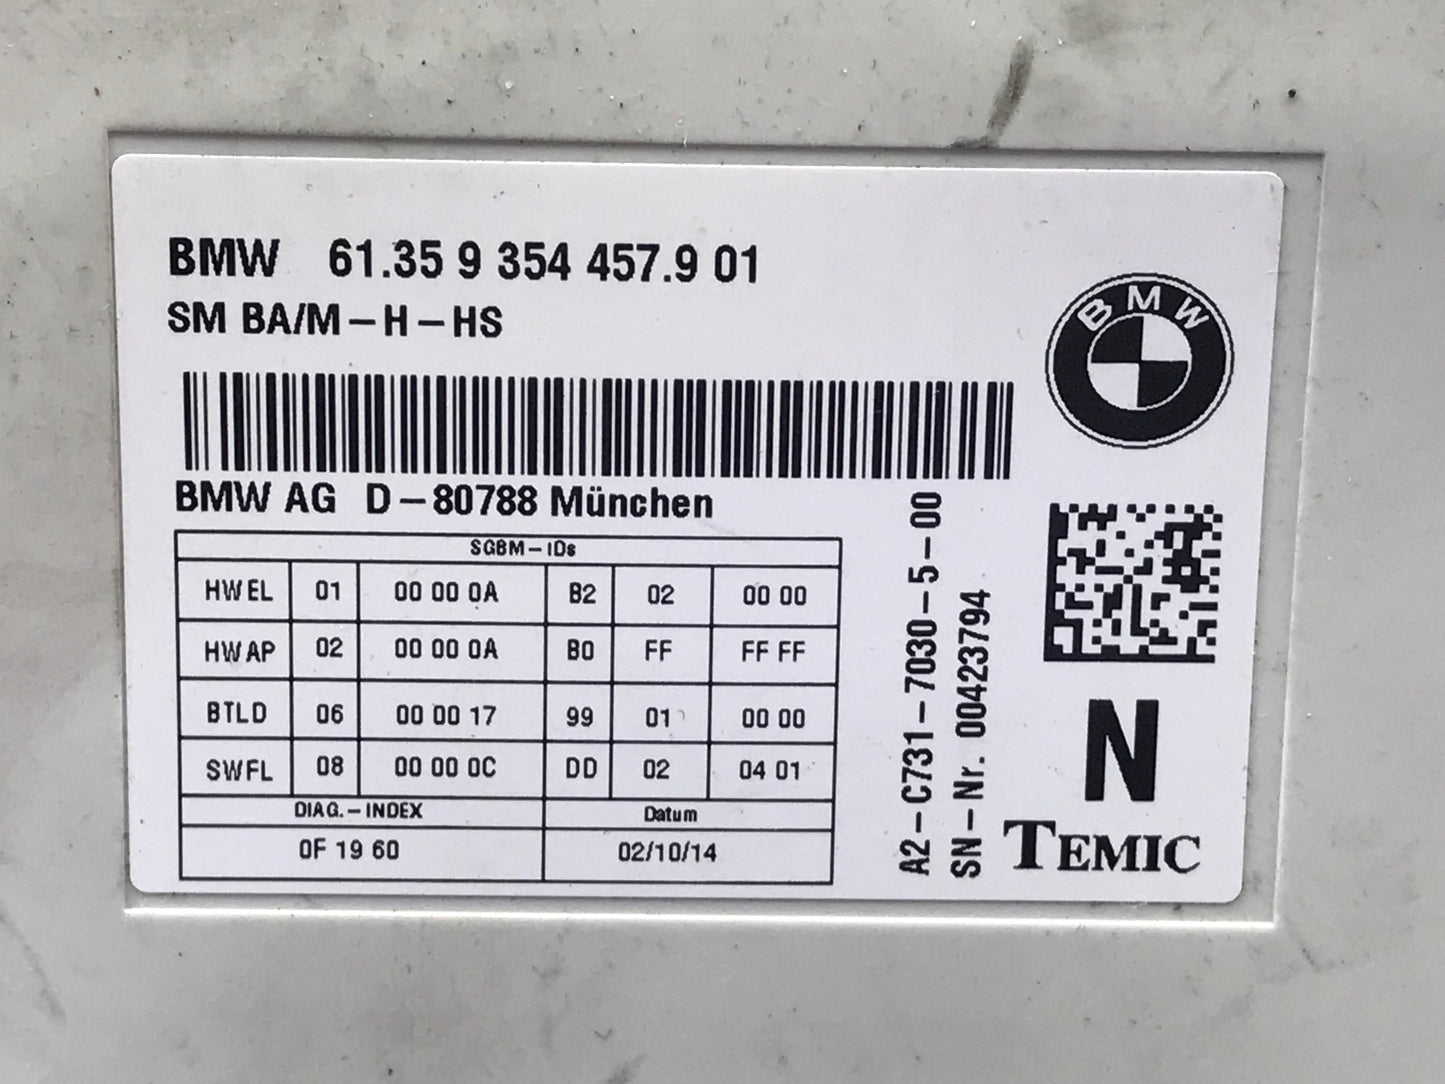 BMW 61.35 9 354 457.9 01
SM BA/M-H-HS
BMW
BMW AG D-80788 München
SGBM-IDs
HWEL 01 00 00 0A B2 02 00 00
HWAP 02 00 00 0A B0 FF FF FF
BTLD 06 00 00 17 99 01 00 00
SWFL 08 00 00 0C DD 02 04 01
DIAG.-INDEX Datum
0F 19 60 02/10/14
A2-C731-7030-5-00
SN-Nr. 00423794
N
TEMIC